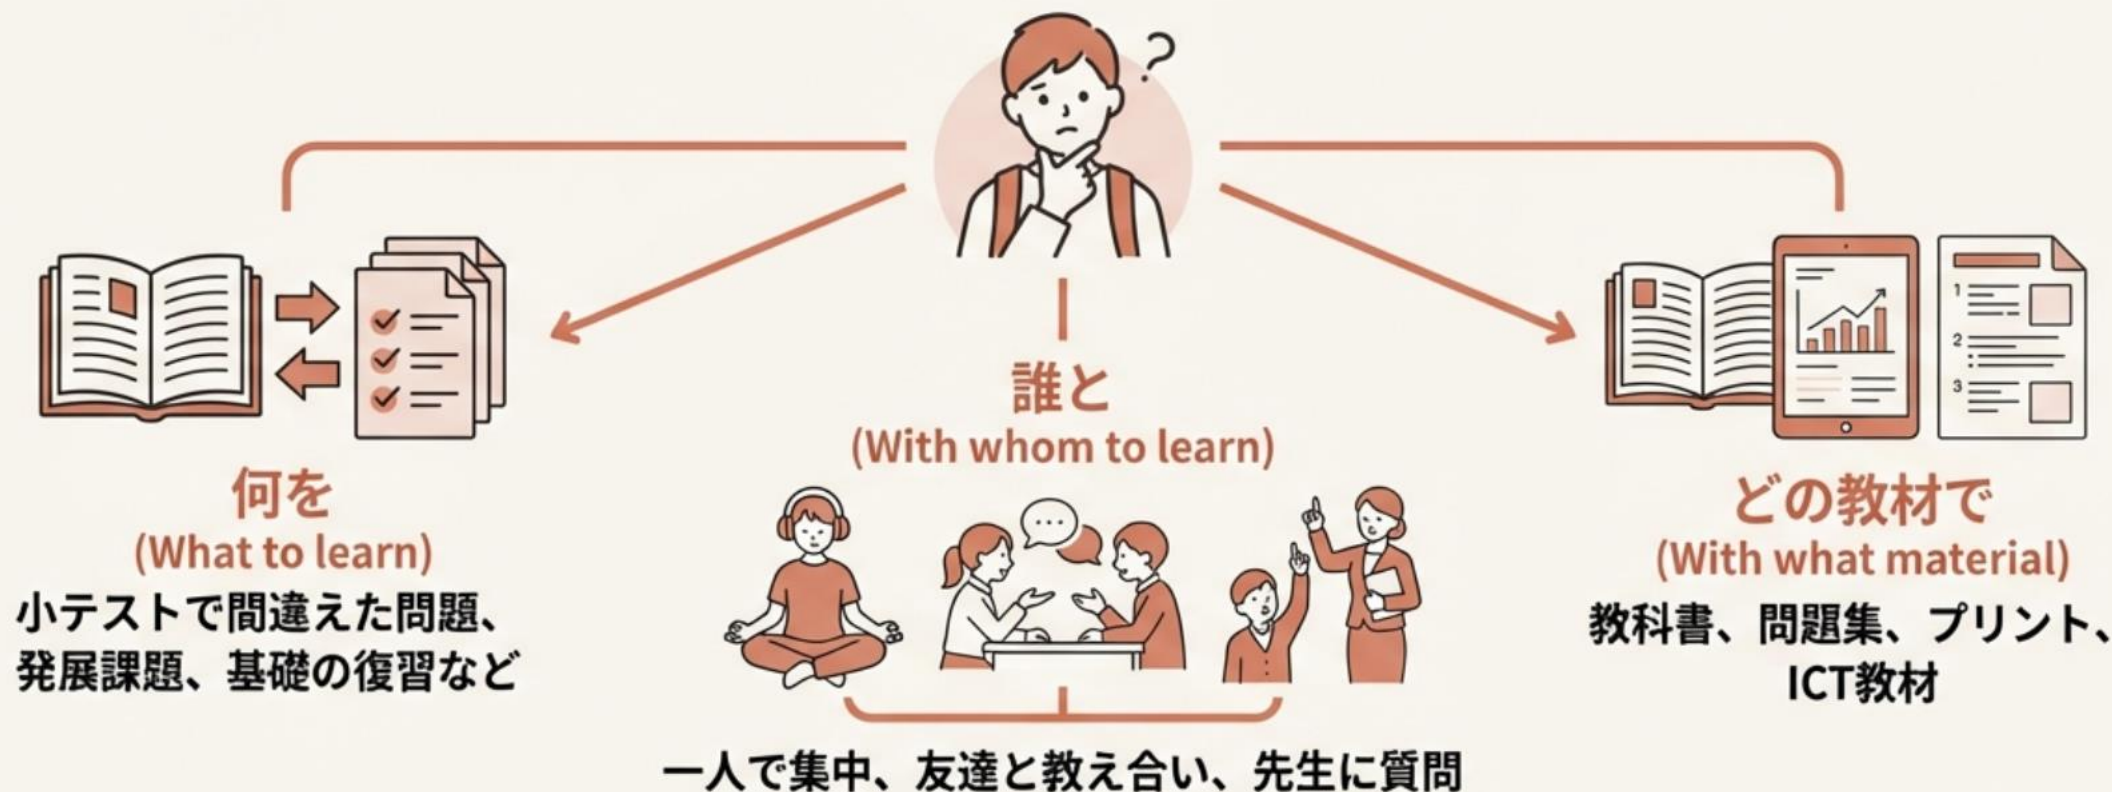 ?
何を
(What to learn)
小テストで間違えた問題、
発展課題、基礎の復習など
誰と
(With whom to learn)
一人で集中、友達と教え合い、先生に質問
1
2
3
どの教材で
(With what material)
教科書、問題集、プリント、
ICT教材